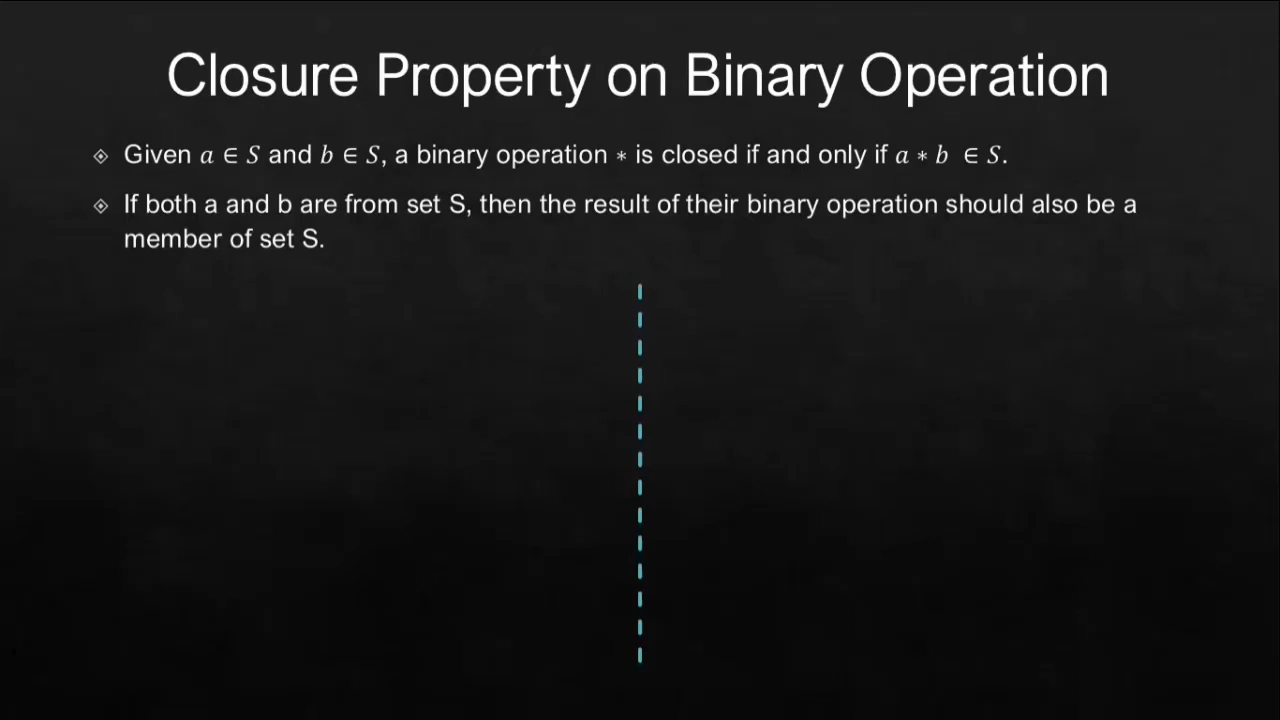 Closure Property on Binary Operation
Given 𝑎 ∈ 𝑆 and 𝑏 ∈ 𝑆, a binary operation ∗ is closed if and only if 𝑎 ∗ 𝑏 ∈ 𝑆.
If both a and b are from set S, then the result of their binary operation should also be a
member of set S.